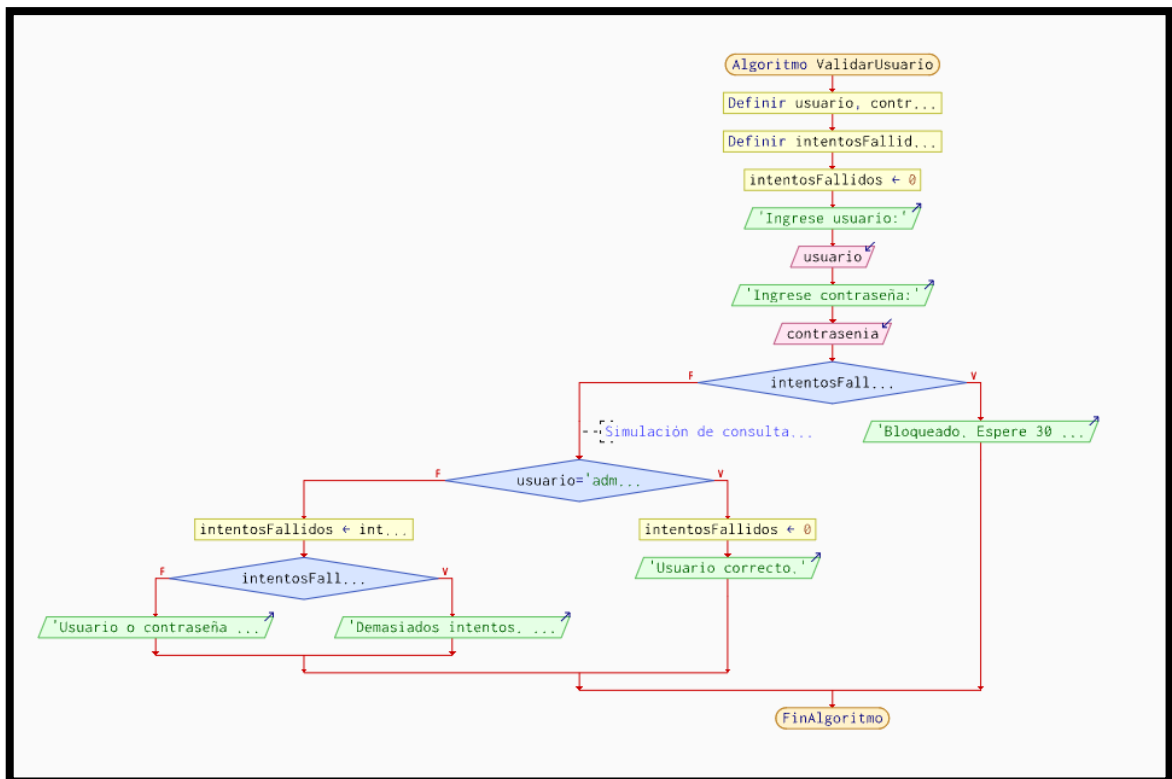 Algoritmo ValidarUsuario
Definir usuario, contr...
Definir intentosFallid...
intentosFallidos ← 0
'Ingrese usuario:'
usuario
'Ingrese contraseña:'
contrasenia
F
intentosFall...
V
Simulación de consulta...
'Bloqueado. Espere 30 ...
F
usuario='adm...
V
intentosFallidos ← int...
intentosFallidos ← 0
F
intentosFall...
V
'Usuario correcto.'
'Usuario o contraseña ...
'Demasiados intentos. ...
FinAlgoritmo